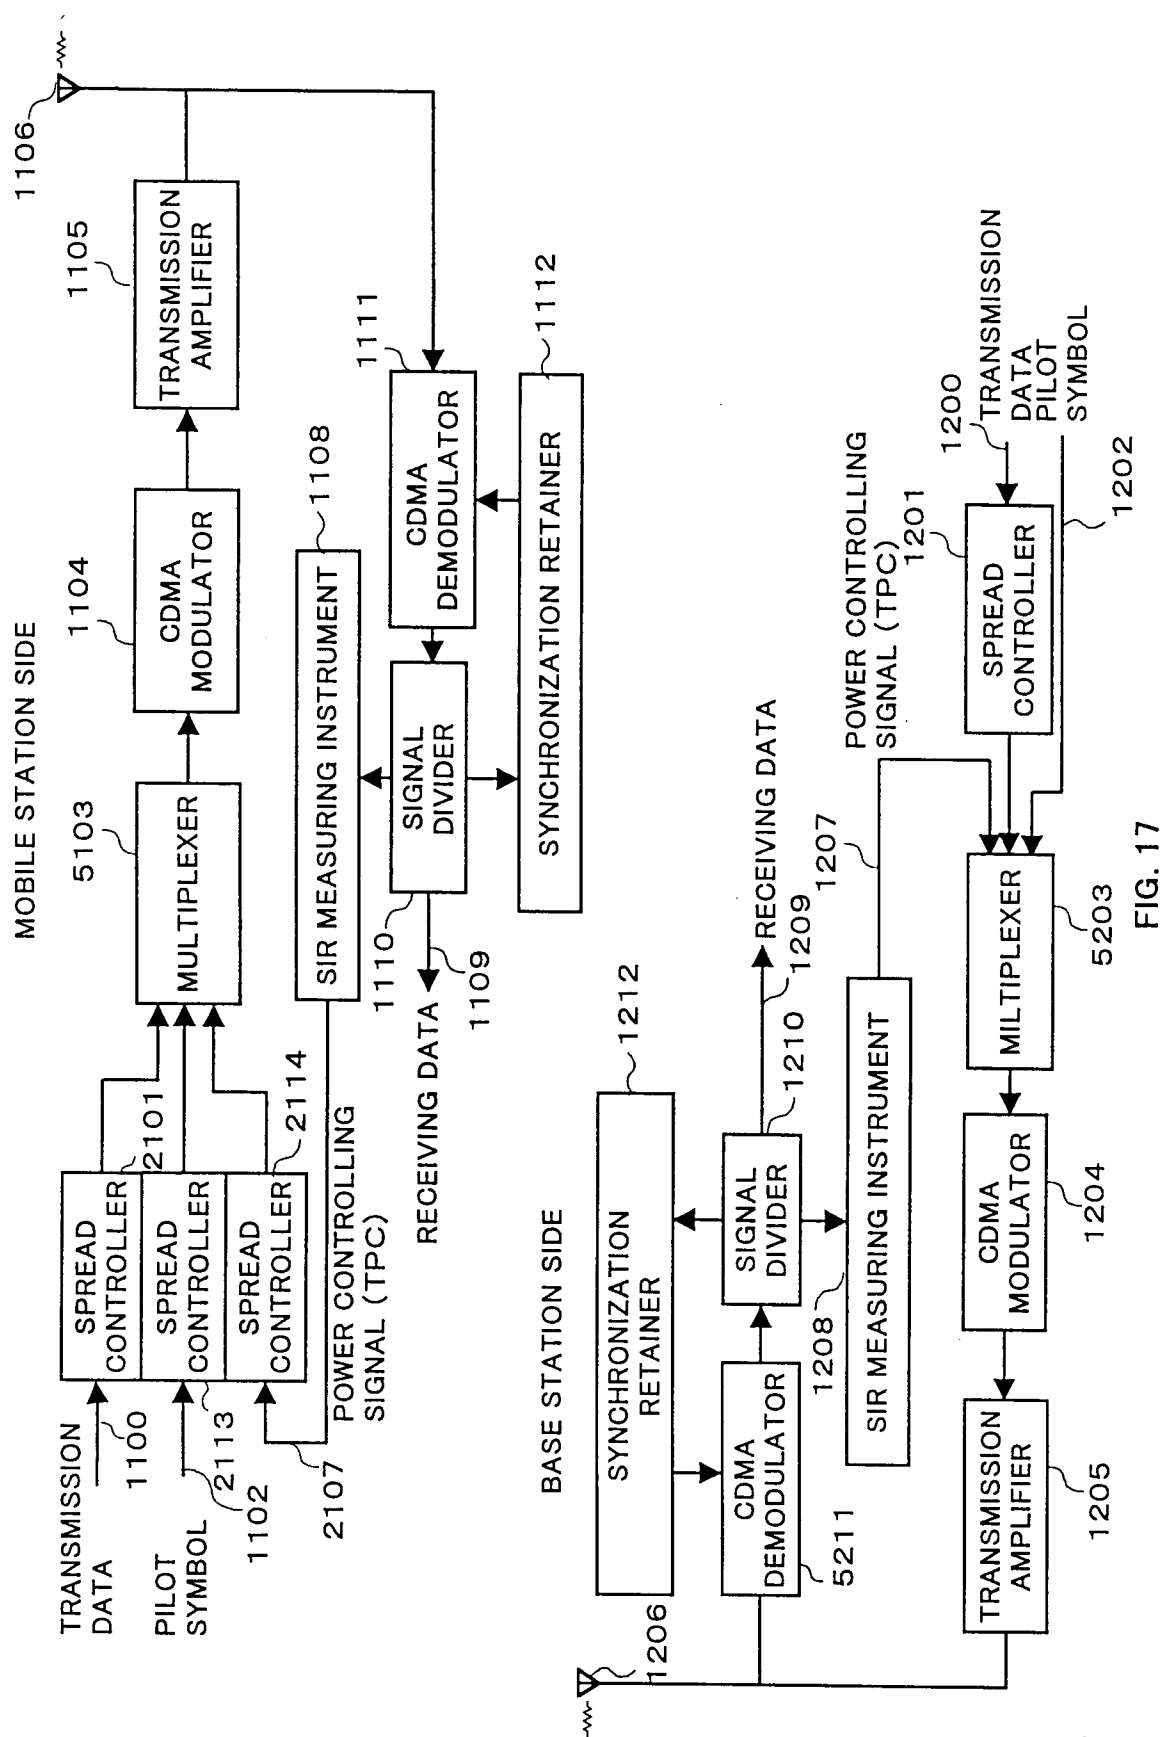 MOBILE STATION SIDE
TRANSMISSION
DATA
1100
PILOT
SYMBOL
1102
2113
2107
SPREAD
CONTROLLER
2101
SPREAD
CONTROLLER
SPREAD
CONTROLLER
2114
5103
MULTIPLEXER
1104
CDMA
MODULATOR
1105
TRANSMISSION
AMPLIFIER
1106
POWER CONTROLLING
SIGNAL (TPC)
SIR MEASURING INSTRUMENT
1108
RECEIVING DATA
1109
1110
SIGNAL
DIVIDER
CDMA
DEMODULATOR
1111
SYNCHRONIZATION RETAINER
1112
BASE STATION SIDE
1206
SYNCHRONIZATION
RETAINER
1212
CDMA
DEMODULATOR
5211
SIGNAL
DIVIDER
1210
1209
RECEIVING DATA
1208
SIR MEASURING INSTRUMENT
1207
POWER CONTROLLING
SIGNAL (TPC)
TRANSMISSION
AMPLIFIER
1205
CDMA
MODULATOR
1204
MILTIPLEXER
5203
SPREAD
CONTROLLER
1201
1200
TRANSMISSION
DATA
PILOT
SYMBOL
1202
FIG. 17